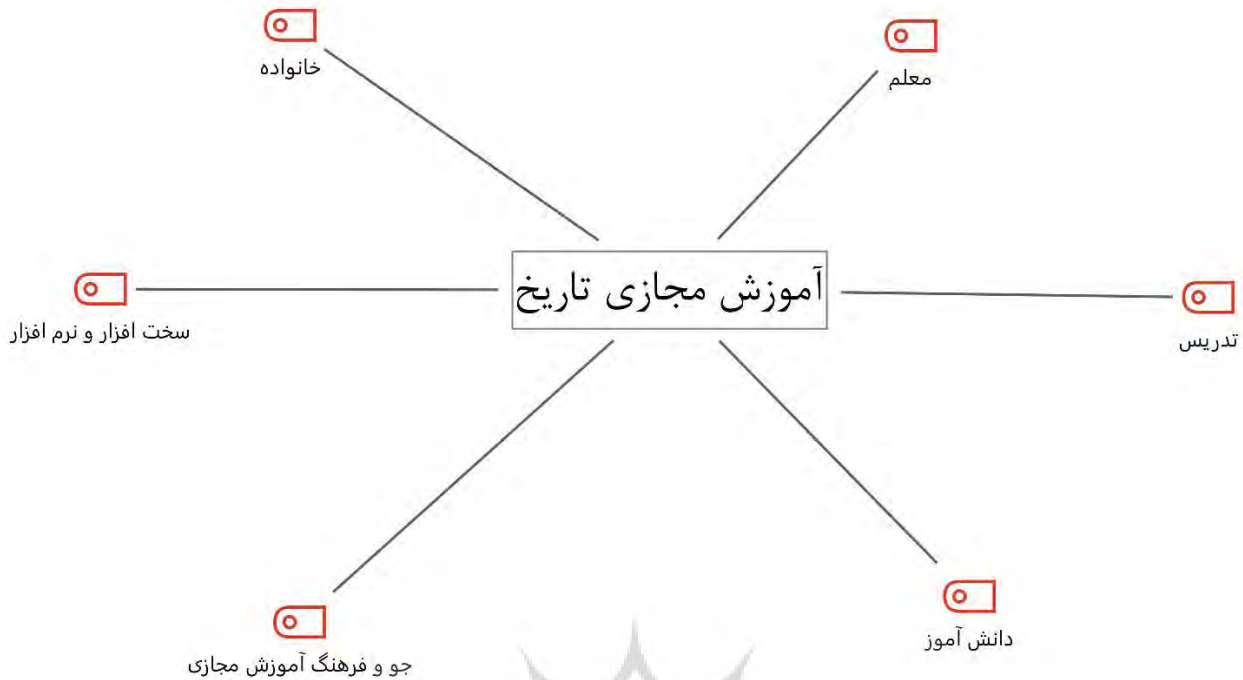 خانواده
معلم
آموزش مجازی تاریخ
سخت افزار و نرم افزار
تدریس
دانش آموز
جو و فرهنگ آموزش مجازی